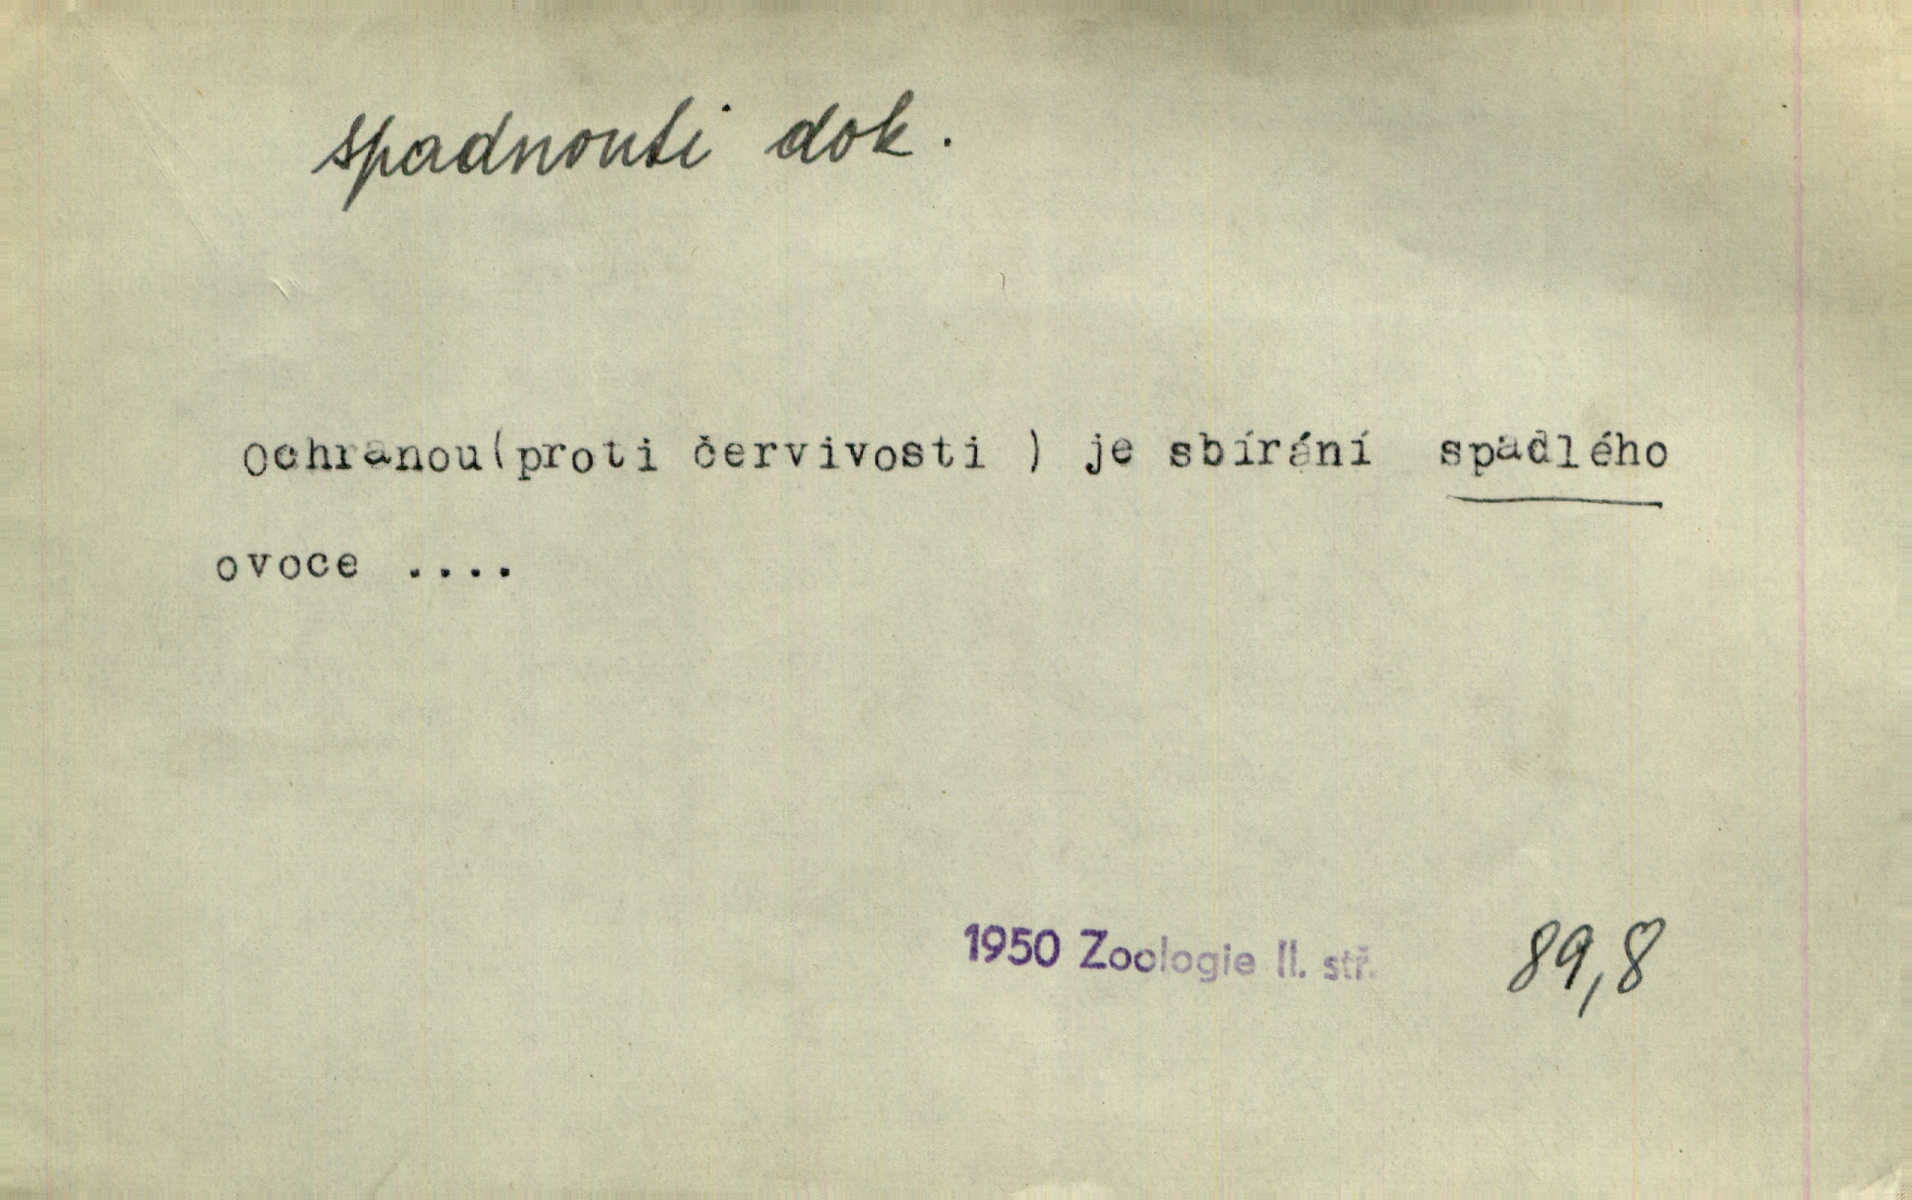 spadnouti dok.
Ochranou(proti červivosti ) je sbírání spadlého
ovoce ....
1950 Zoologie II. stř. 89,8